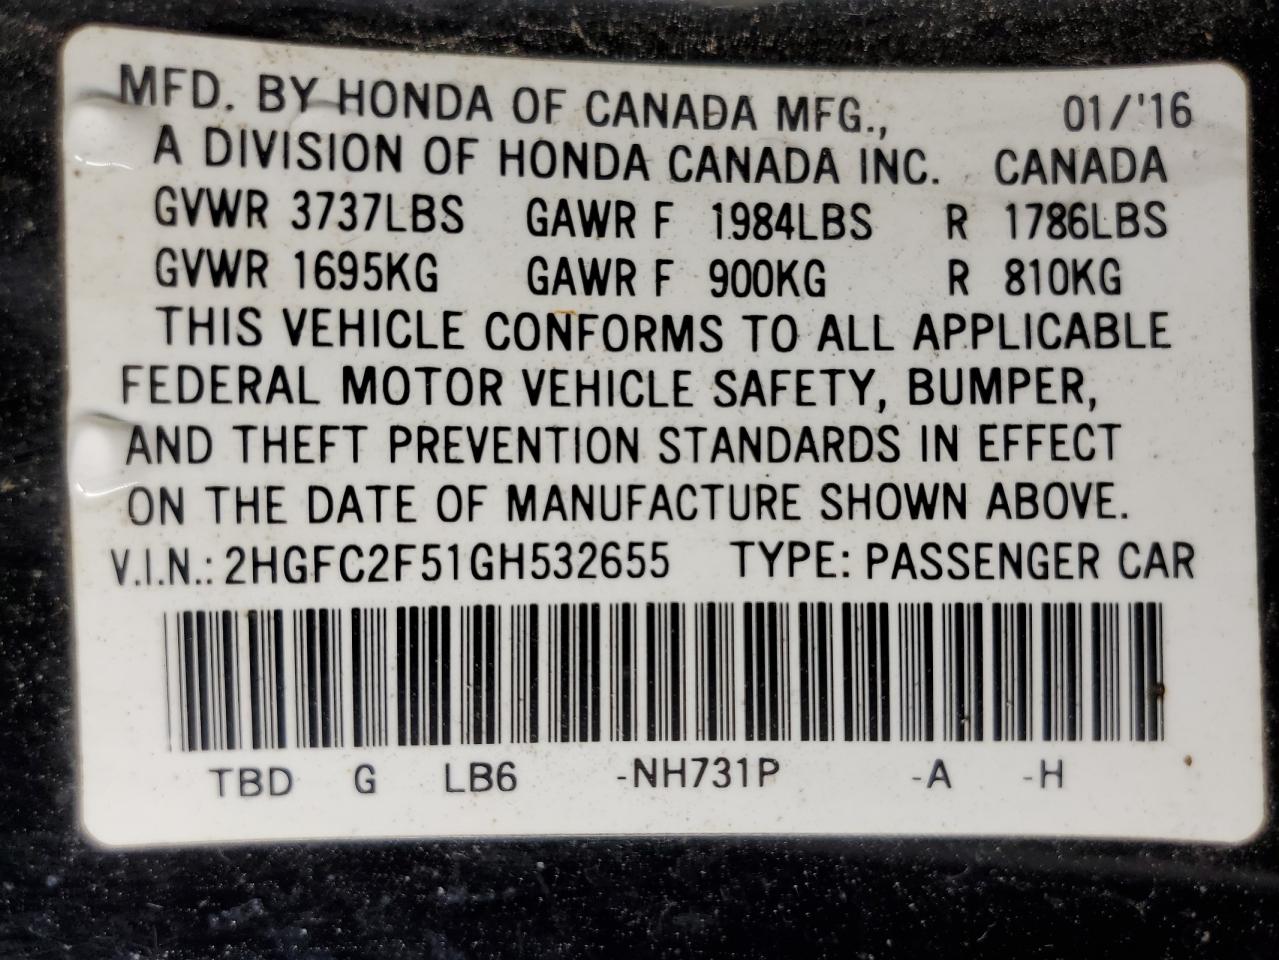 MFD. BY HONDA OF CANADA MFG., 01/'16
A DIVISION OF HONDA CANADA INC. CANADA
GVWR 3737LBS GAWR F 1984LBS R 1786LBS
GVWR 1695KG GAWR F 900KG R 810KG
THIS VEHICLE CONFORMS TO ALL APPLICABLE
FEDERAL MOTOR VEHICLE SAFETY, BUMPER,
AND THEFT PREVENTION STANDARDS IN EFFECT
ON THE DATE OF MANUFACTURE SHOWN ABOVE.
V.I.N.: 2HGFC2F51GH532655 TYPE: PASSENGER CAR
TBD G LB6 -NH731P -A -H